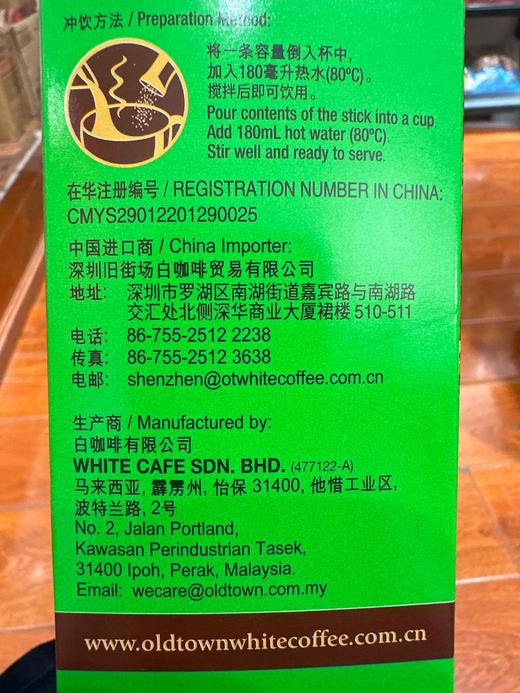 冲饮方法 / Preparation Method:
将一条容量倒入杯中,
加入180毫升热水(80ºC)。
搅拌后即可饮用。
Pour contents of the stick into a cup.
Add 180mL hot water (80ºC).
Stir well and ready to serve.
在华注册编号 / REGISTRATION NUMBER IN CHINA:
CMYS29012201290025
中国进口商 / China Importer:
深圳旧街场白咖啡贸易有限公司
地址: 深圳市罗湖区南湖街道嘉宾路与南湖路
交汇处北侧深华商业大厦裙楼 510-511
电话: 86-755-2512 2238
传真: 86-755-2512 3638
电邮: shenzhen@otwhitecoffee.com.cn
生产商 / Manufactured by:
白咖啡有限公司
WHITE CAFE SDN. BHD. (477122-A)
马来西亚, 霹雳州, 怡保 31400, 他惜工业区,
波特兰路, 2号
No. 2, Jalan Portland,
Kawasan Perindustrian Tasek,
31400 Ipoh, Perak, Malaysia.
Email: wecare@oldtown.com.my
www.oldtownwhitecoffee.com.cn